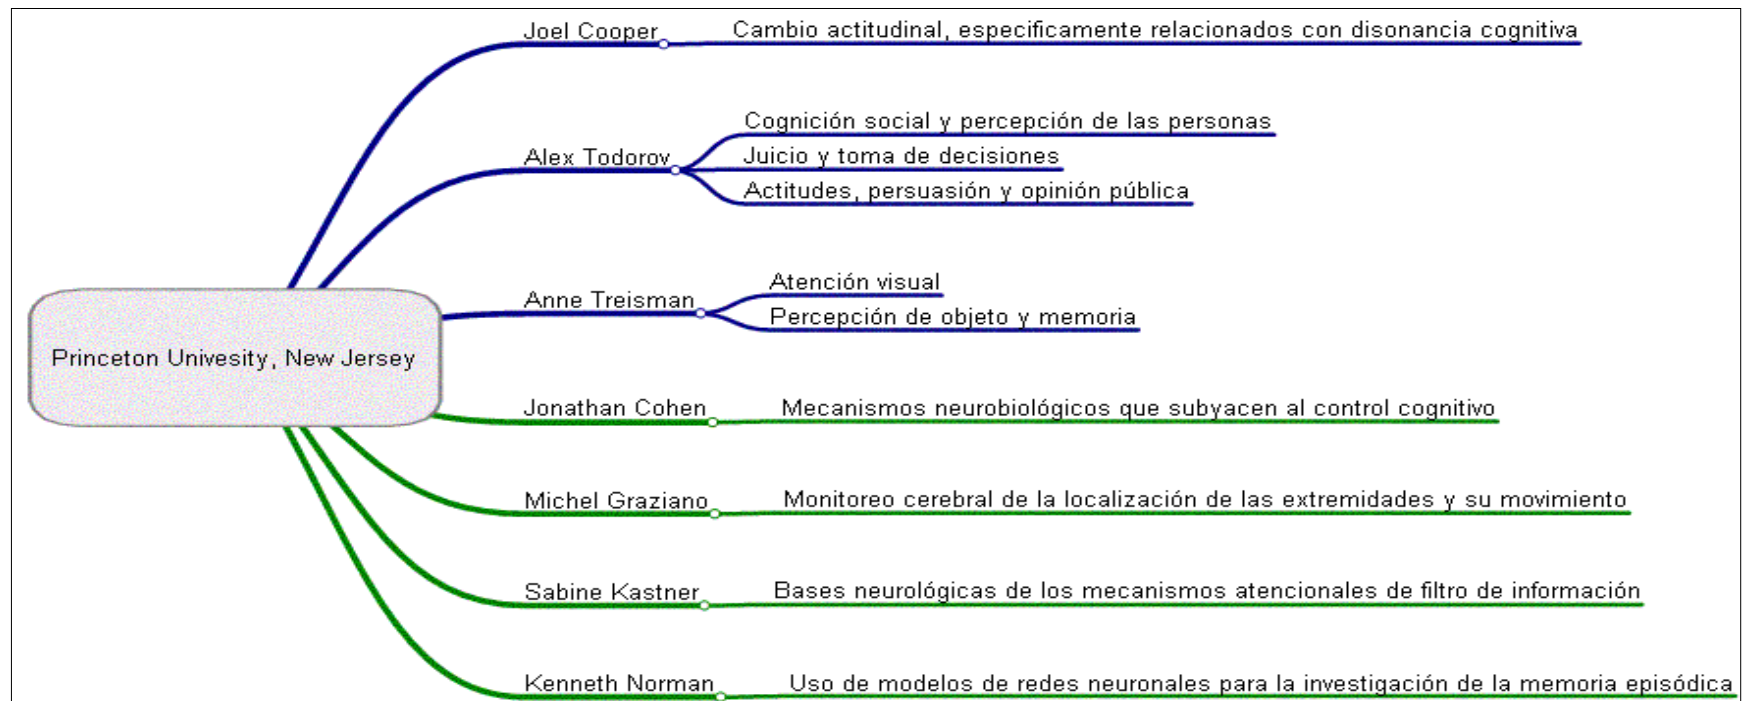 Joel Cooper
Cambio actitudinal, especificamente relacionados con disonancia cognitiva
Alex Todorov
Cognición social y percepción de las personas
Juicio y toma de decisiones
Actitudes, persuasión y opinión pública
Anne Treisman
Atención visual
Percepción de objeto y memoria
Princeton Univesity, New Jersey
Jonathan Cohen
Mecanismos neurobiológicos que subyacen al control cognitivo
Michel Graziano
Monitoreo cerebral de la localización de las extremidades y su movimiento
Sabine Kastner
Bases neurológicas de los mecanismos atencionales de filtro de información
Kenneth Norman
Uso de modelos de redes neuronales para la investigación de la memoria episódica